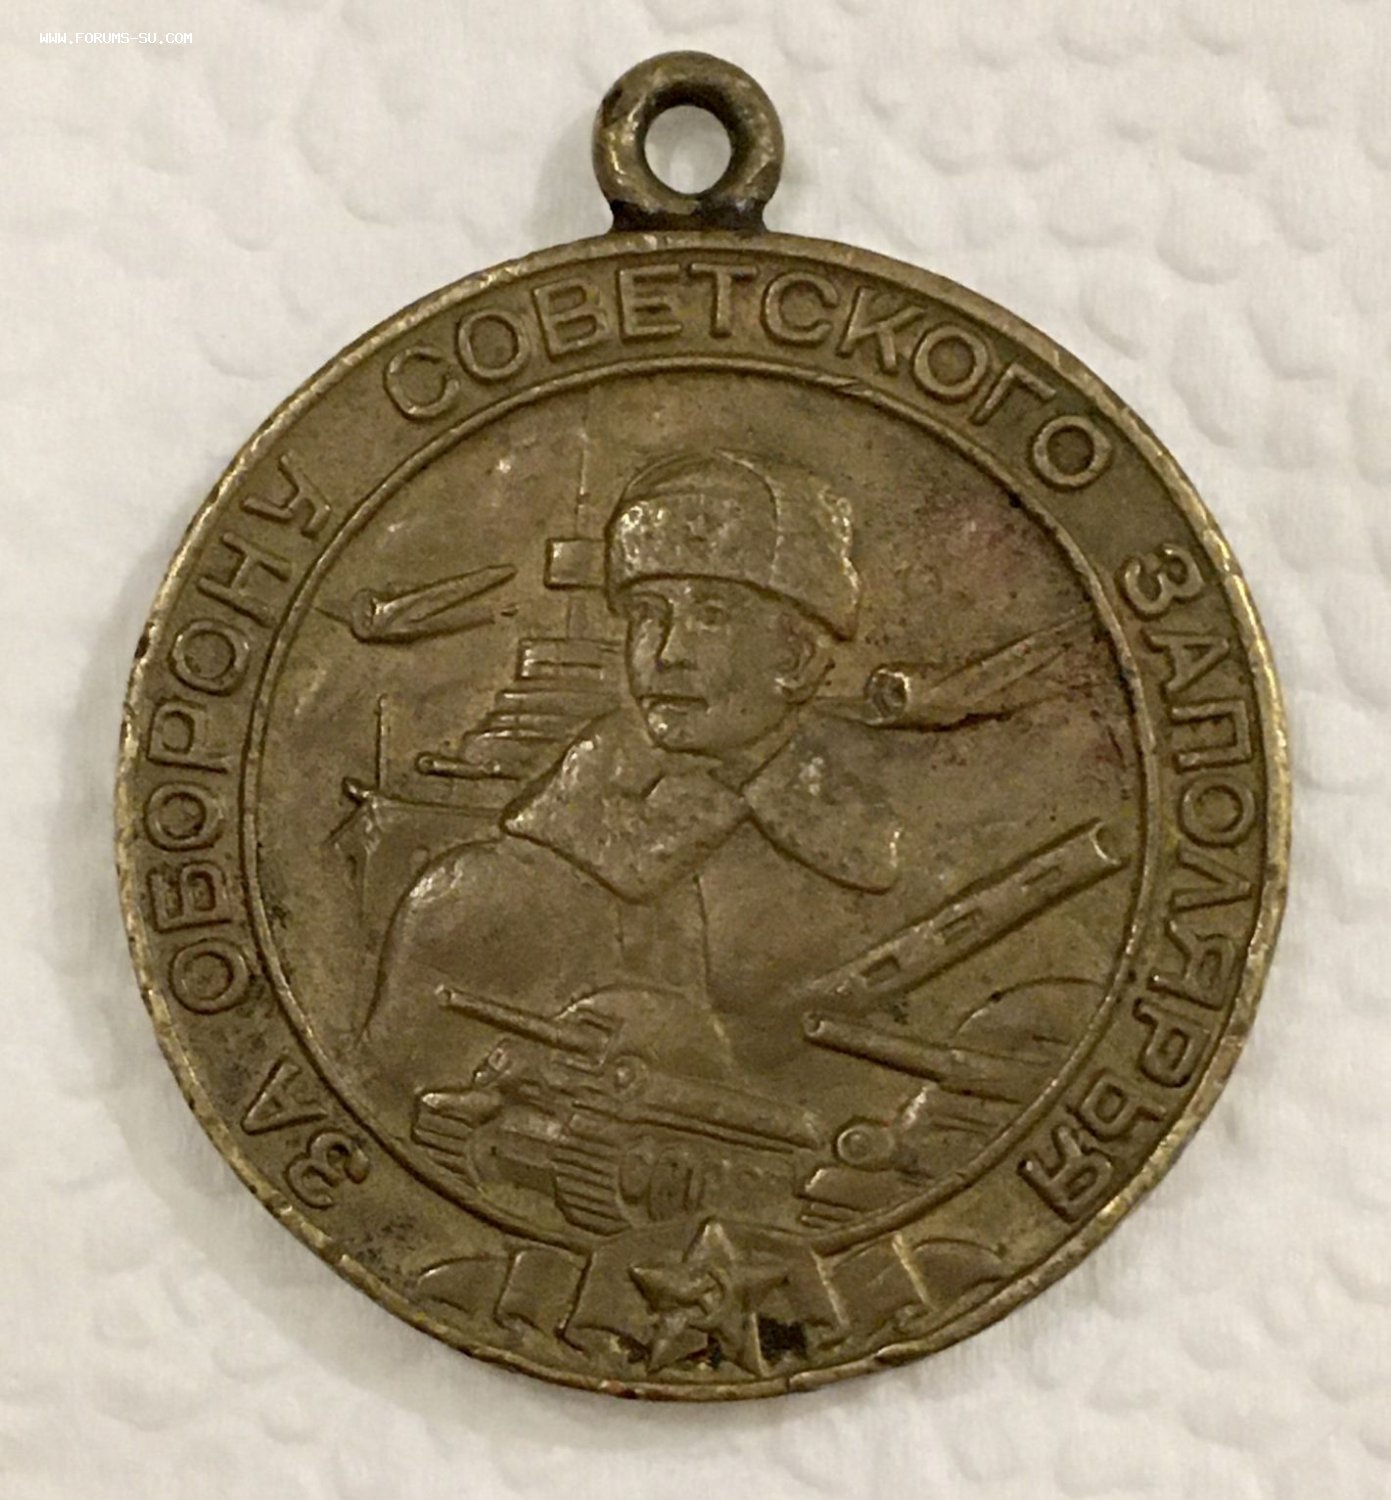 WWW.FORUMS-SU.COM
ЗА ОБОРОНУ СОВЕТСКОГО ЗАПОЛЯРЬЯ